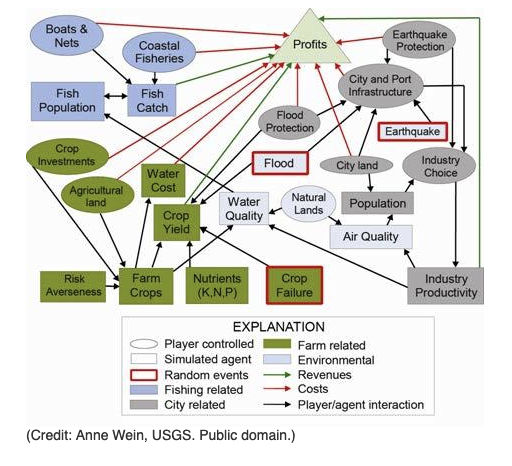 Boats &
Nets
Coastal
Fisheries
Profits
Earthquake
Protection
Fish
Population
Fish
Catch
City and Port
Infrastructure
Flood
Protection
Earthquake
Crop
Investments
Water
Cost
Flood
City land
Industry
Choice
Agricultural
land
Crop
Yield
Water
Quality
Natural
Lands
Population
Air Quality
Risk
Averseness
Farm
Crops
Nutrients
(K,N,P)
Crop
Failure
Industry
Productivity
EXPLANATION
Player controlled
Simulated agent
Random events
Fishing related
City related
Farm related
Environmental
Revenues
Costs
Player/agent interaction
(Credit: Anne Wein, USGS. Public domain.)